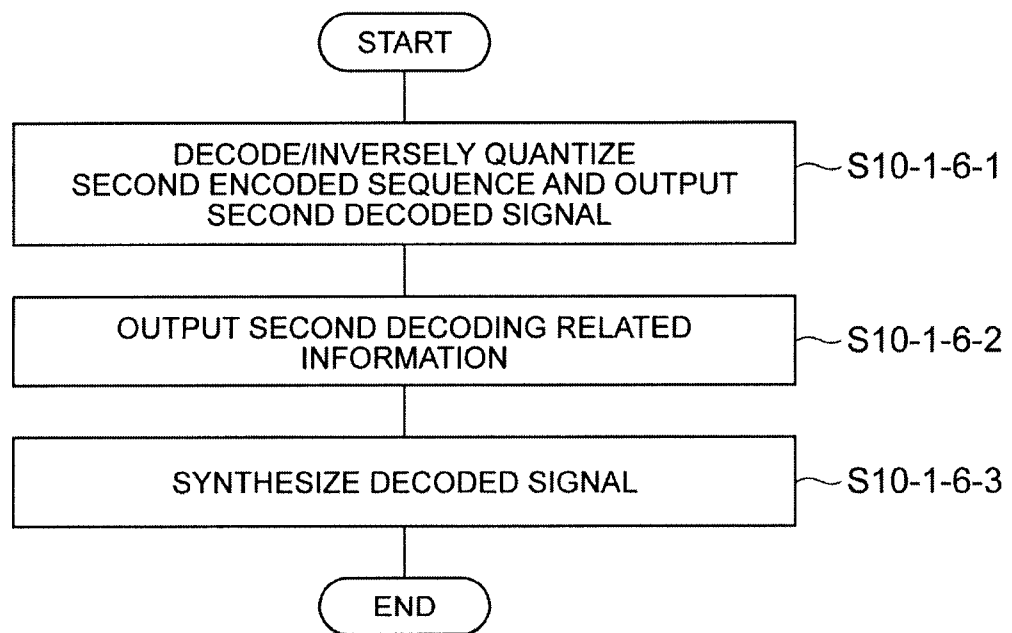 START
DECODE/INVERSELY QUANTIZE
SECOND ENCODED SEQUENCE AND OUTPUT
SECOND DECODED SIGNAL
S10-1-6-1
OUTPUT SECOND DECODING RELATED
INFORMATION
S10-1-6-2
SYNTHESIZE DECODED SIGNAL
S10-1-6-3
END